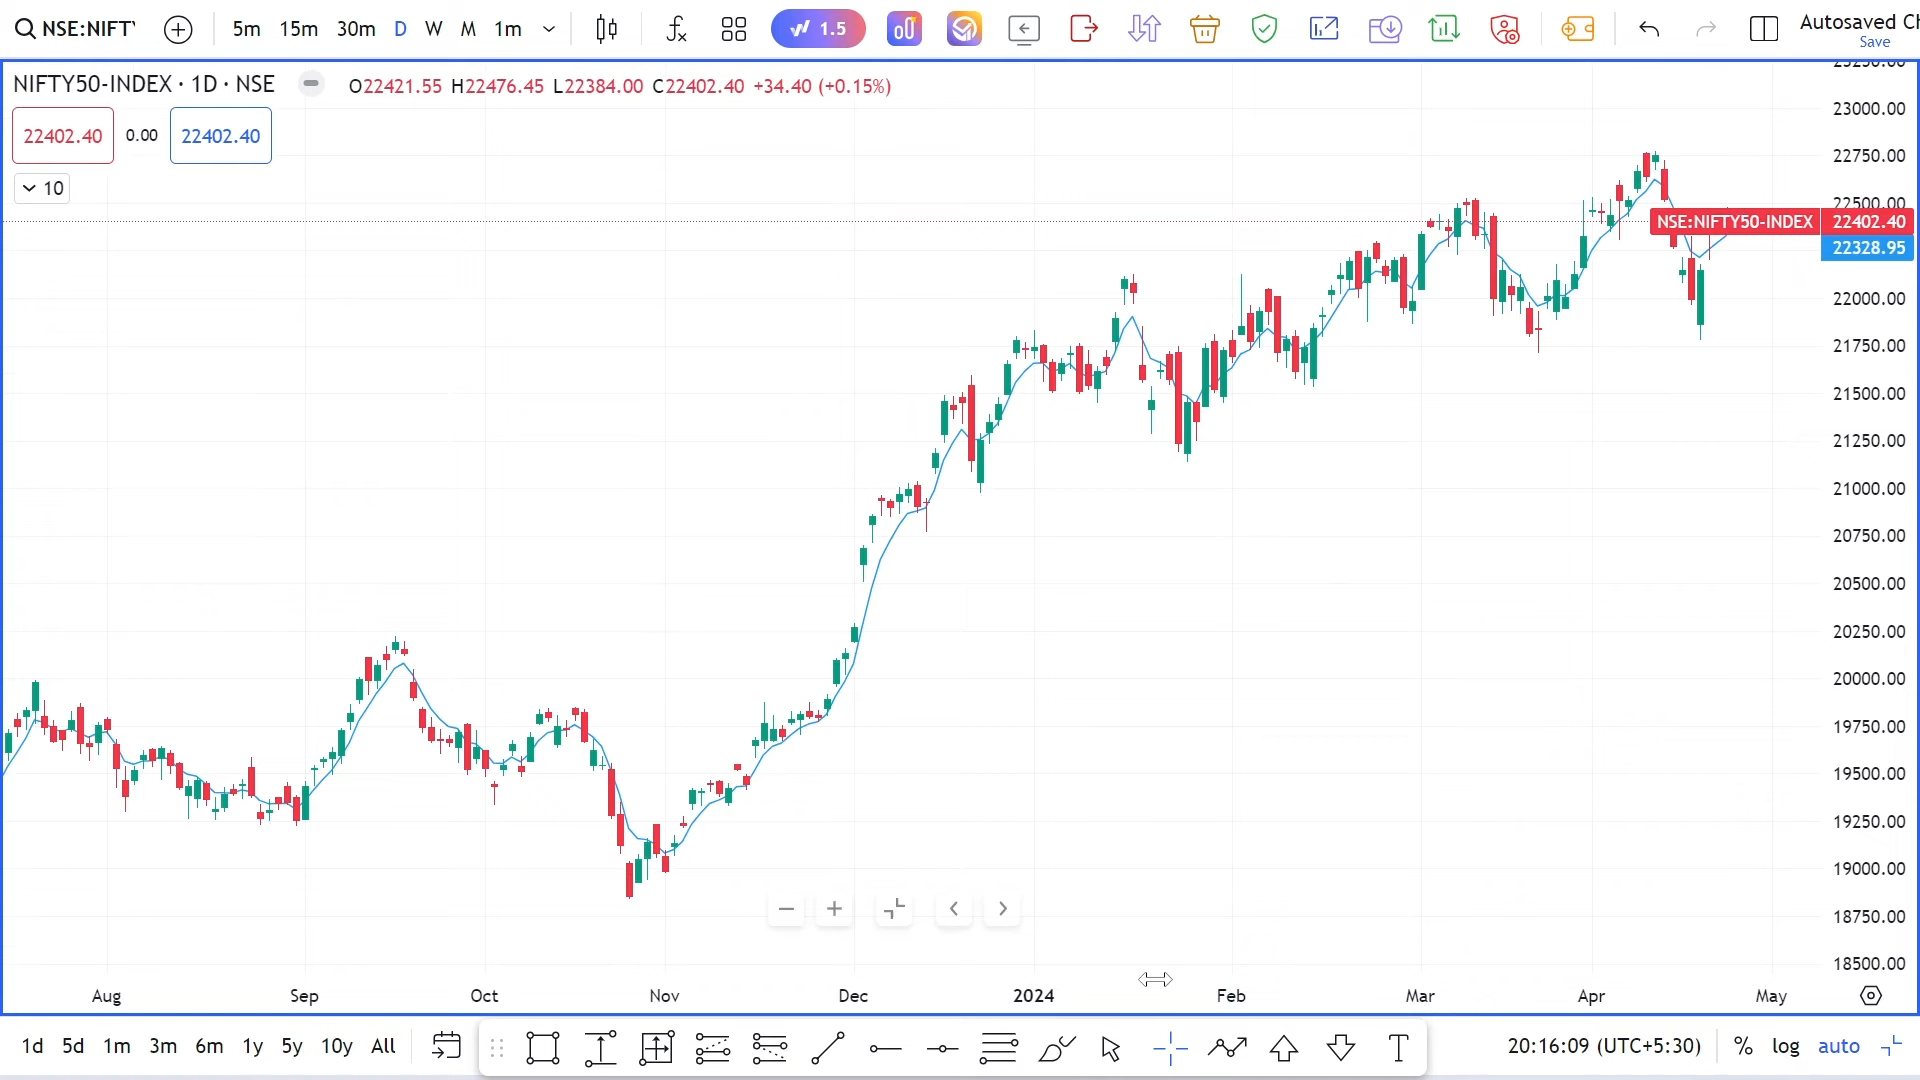 NSE:NIFT
5m 15m 30m D W M 1m
1.5
Autosaved Ch
Save
NIFTY50-INDEX · 1D · NSE
O22421.55 H22476.45 L22384.00 C22402.40 +34.40 (+0.15%)
22402.40 0.00 22402.40
10
23250.00
23000.00
22750.00
22500.00
NSE:NIFTY50-INDEX 22402.40
22328.95
22000.00
21750.00
21500.00
21250.00
21000.00
20750.00
20500.00
20250.00
20000.00
19750.00
19500.00
19250.00
19000.00
18750.00
18500.00
Aug Sep Oct Nov Dec 2024 Feb Mar Apr May
1d 5d 1m 3m 6m 1y 5y 10y All
T
20:16:09 (UTC+5:30) % log auto